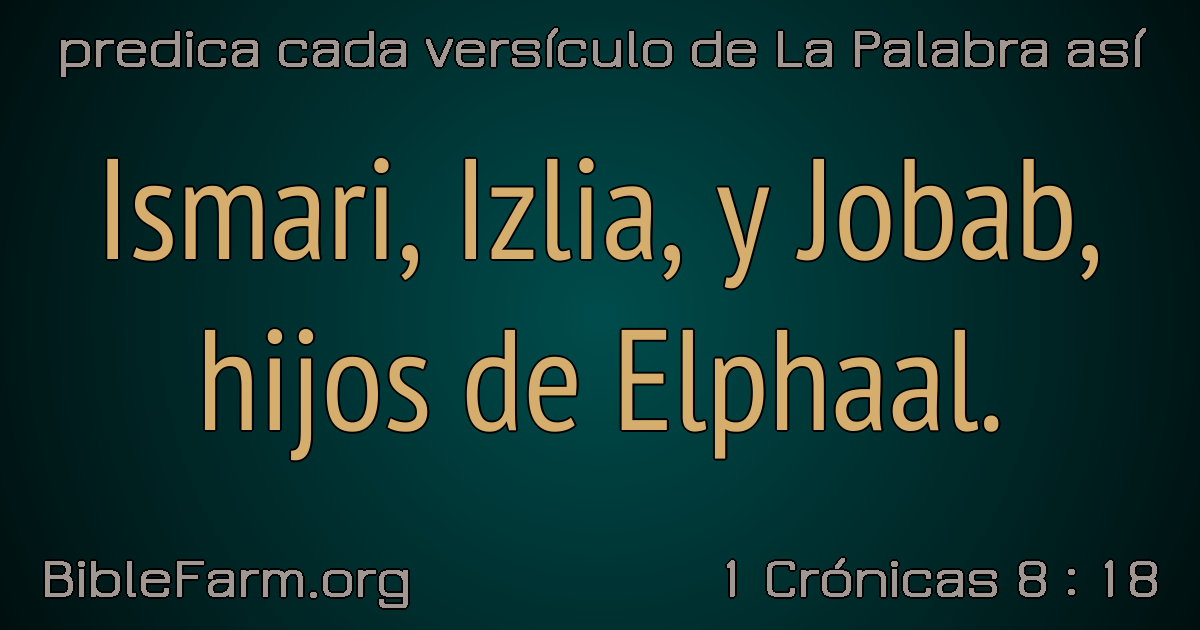 predica cada versículo de La Palabra así
Ismari, Izlia, y Jobab,
hijos de Elphaal.
BibleFarm.org
1 Crónicas 8 : 18